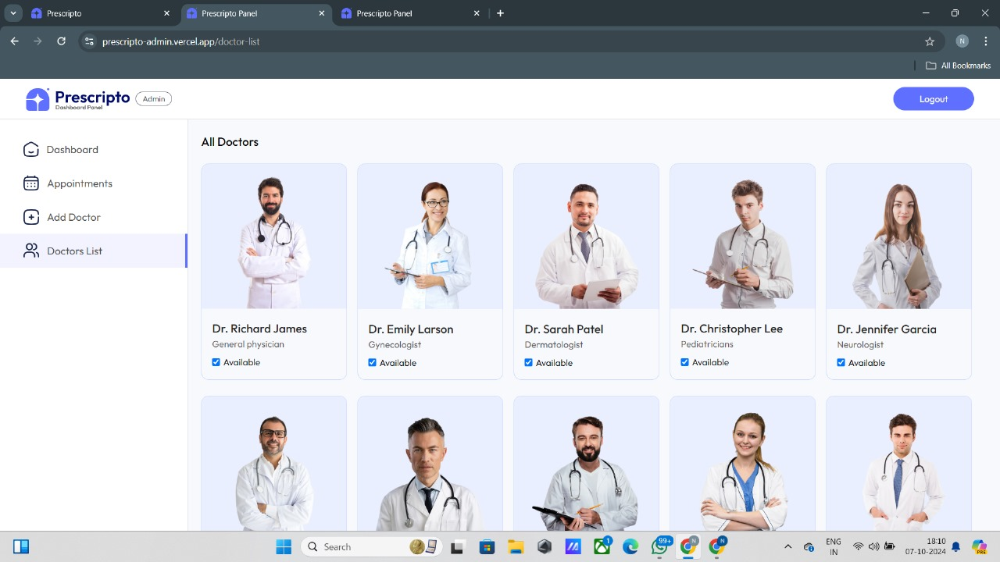 Prescripto
Prescripto Panel
Prescripto Panel
prescripto-admin.vercel.app/doctor-list
N
All Bookmarks
Prescripto
Dashboard Panel
Admin
Logout
Dashboard
Appointments
Add Doctor
Doctors List
All Doctors
Dr. Richard James
General physician
Available
Dr. Emily Larson
Gynecologist
Available
Dr. Sarah Patel
Dermatologist
Available
Dr. Christopher Lee
Pediatricians
Available
Dr. Jennifer Garcia
Neurologist
Available
Search
1
99+
N
N
ENG
IN
18:10
07-10-2024
PRE